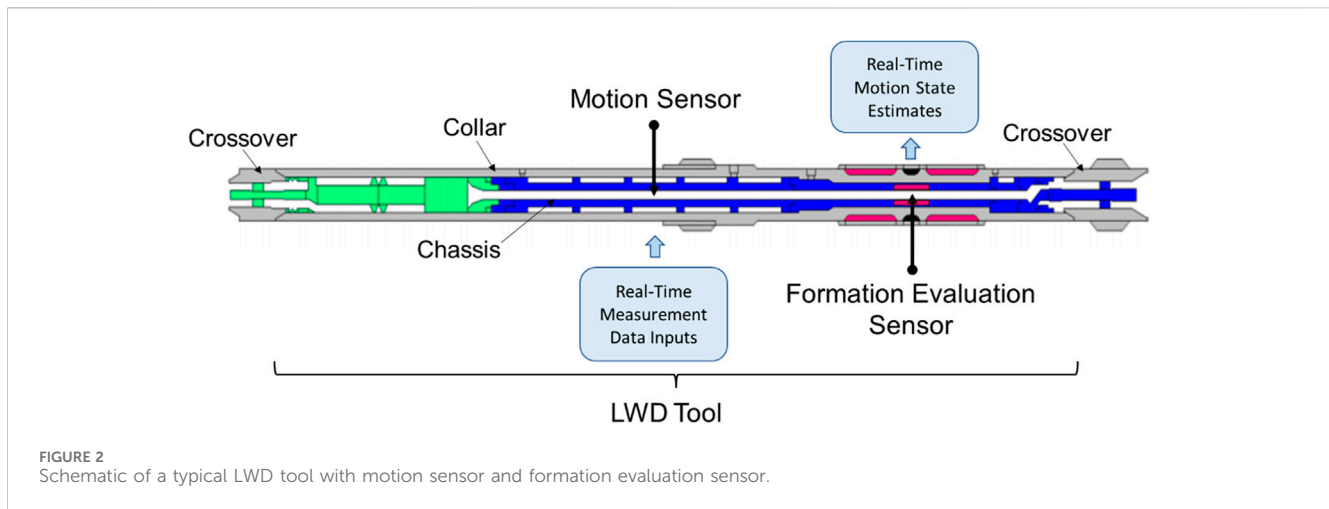 Real-Time
Motion State
Estimates
Motion Sensor
Crossover
Collar
Crossover
Chassis
Real-Time
Measurement
Data Inputs
Formation Evaluation
Sensor
LWD Tool
FIGURE 2
Schematic of a typical LWD tool with motion sensor and formation evaluation sensor.